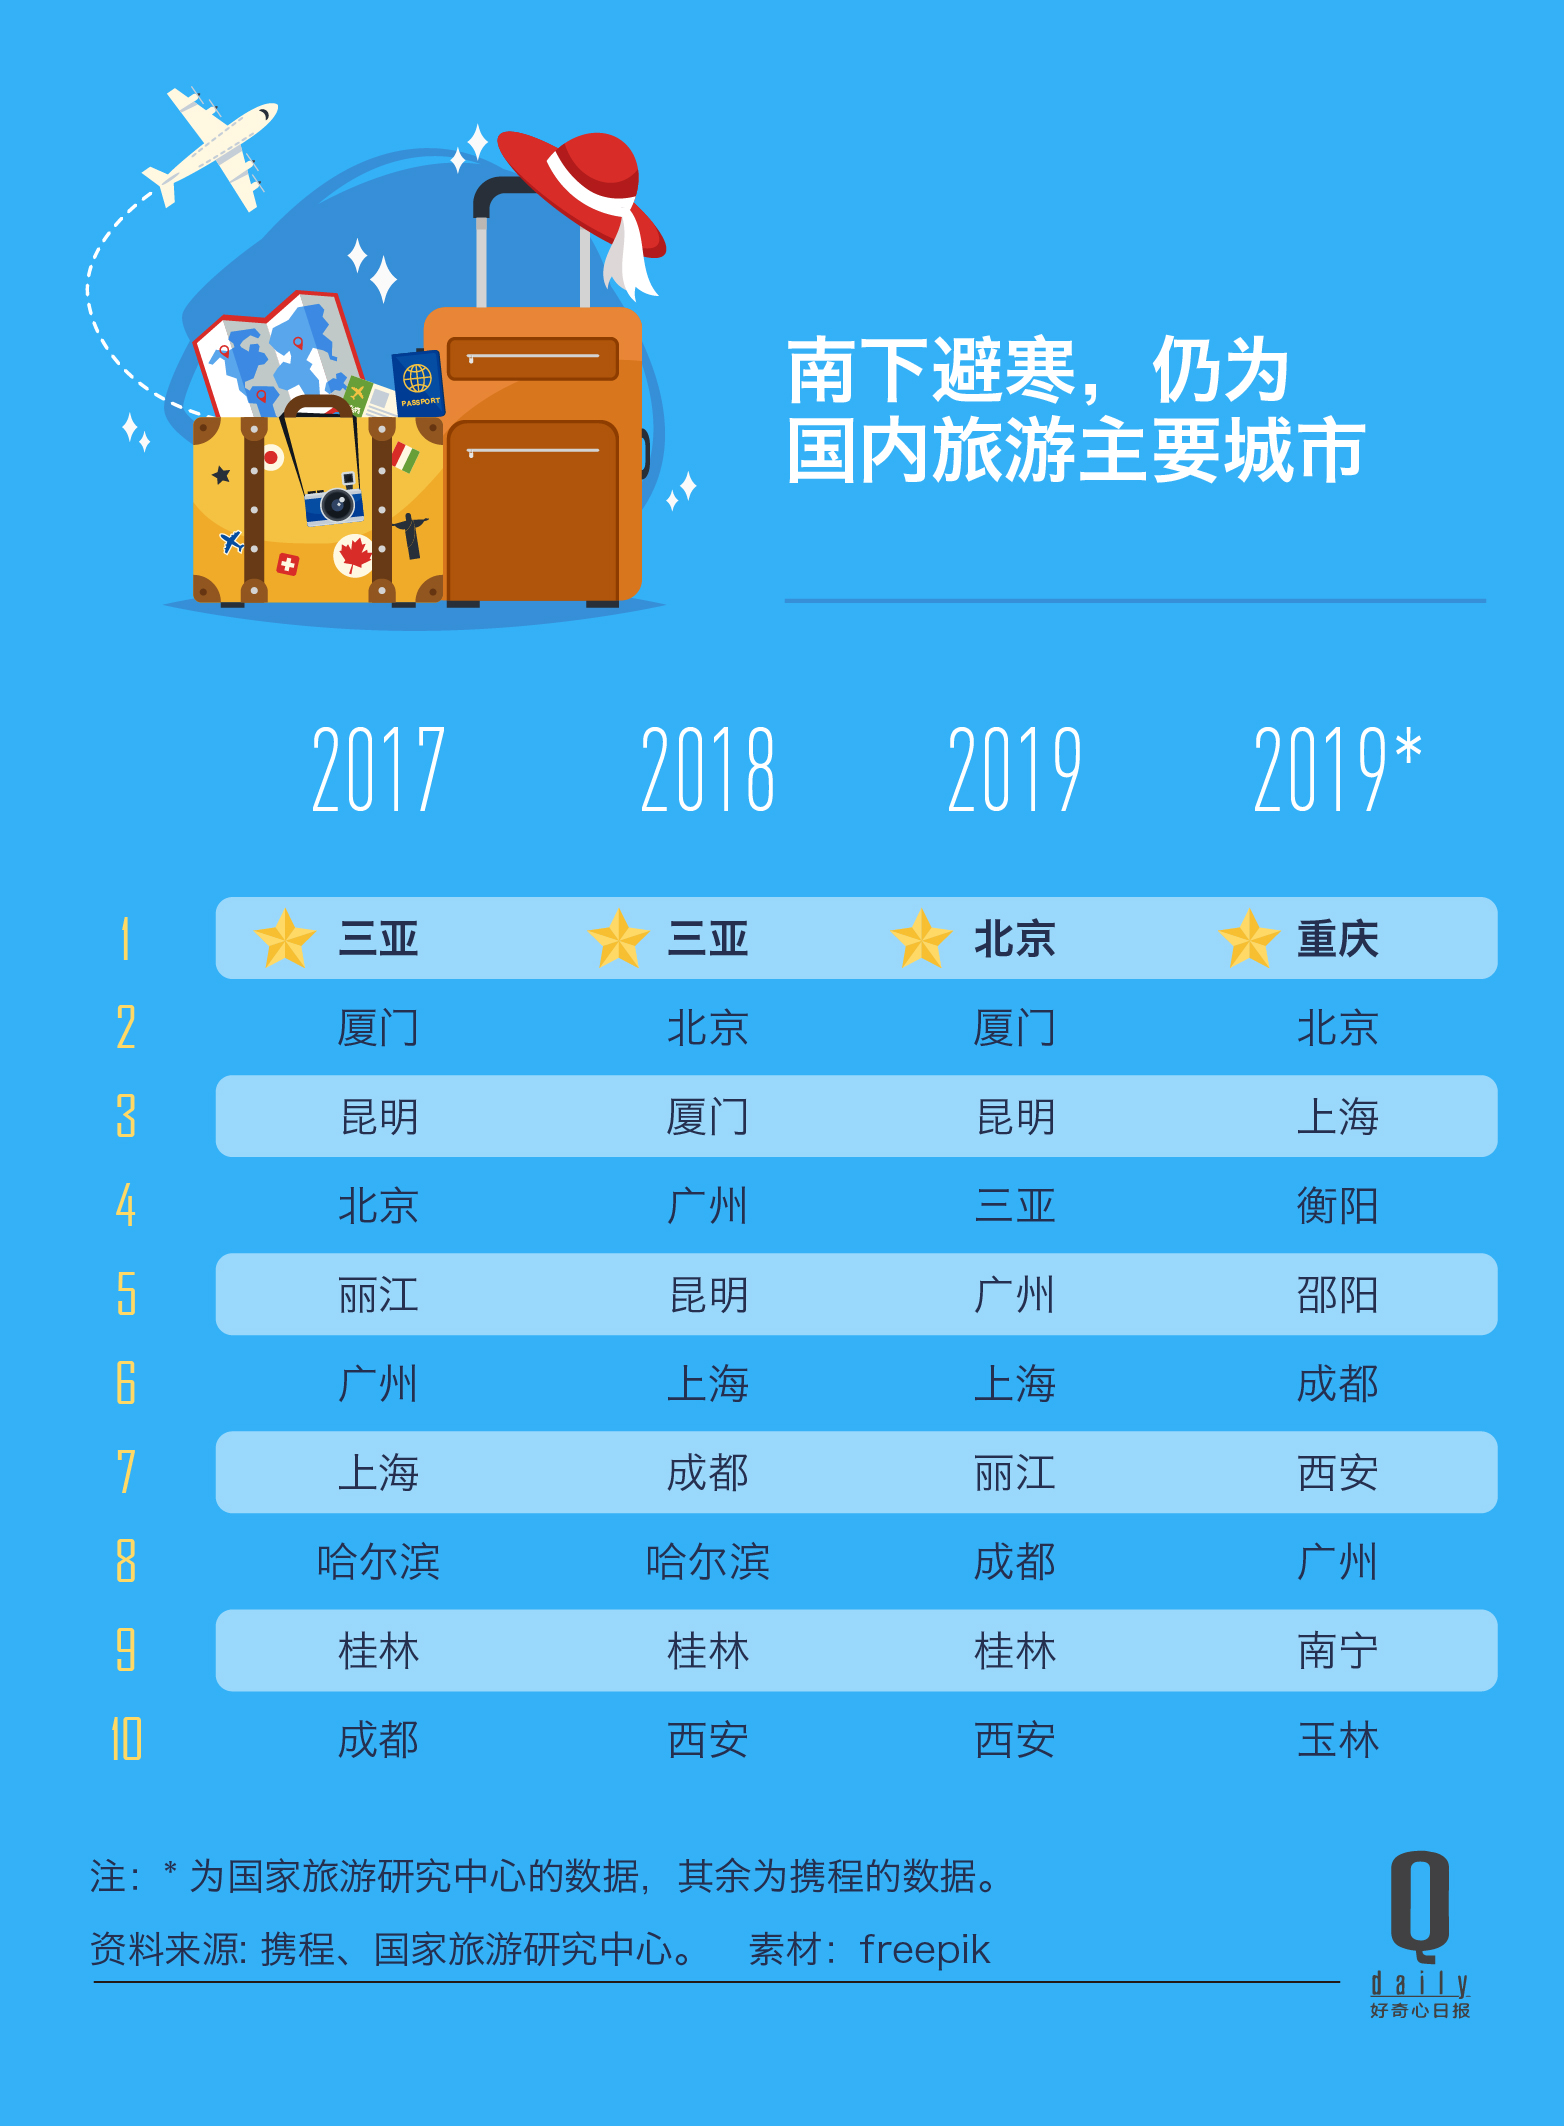 PASSPORT
南下避寒，仍为
国内旅游主要城市
2017 2018 2019 2019*
1 三亚 三亚 北京 重庆
2 厦门 北京 厦门 北京
3 昆明 厦门 昆明 上海
4 北京 广州 三亚 衡阳
5 丽江 昆明 广州 邵阳
6 广州 上海 上海 成都
7 上海 成都 丽江 西安
8 哈尔滨 哈尔滨 成都 广州
9 桂林 桂林 桂林 南宁
10 成都 西安 西安 玉林
注：* 为国家旅游研究中心的数据，其余为携程的数据。
资料来源: 携程、国家旅游研究中心。 素材：freepik
Q
daily
好奇心日报